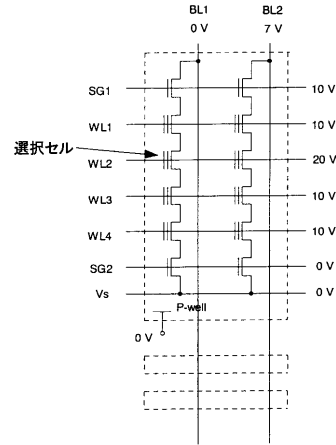 BL1 BL2
0 V 7 V
SG1 10 V
WL1 10 V
選択セル
WL2 20 V
WL3 10 V
WL4 10 V
SG2 0 V
Vs 0 V
P-well
0 V